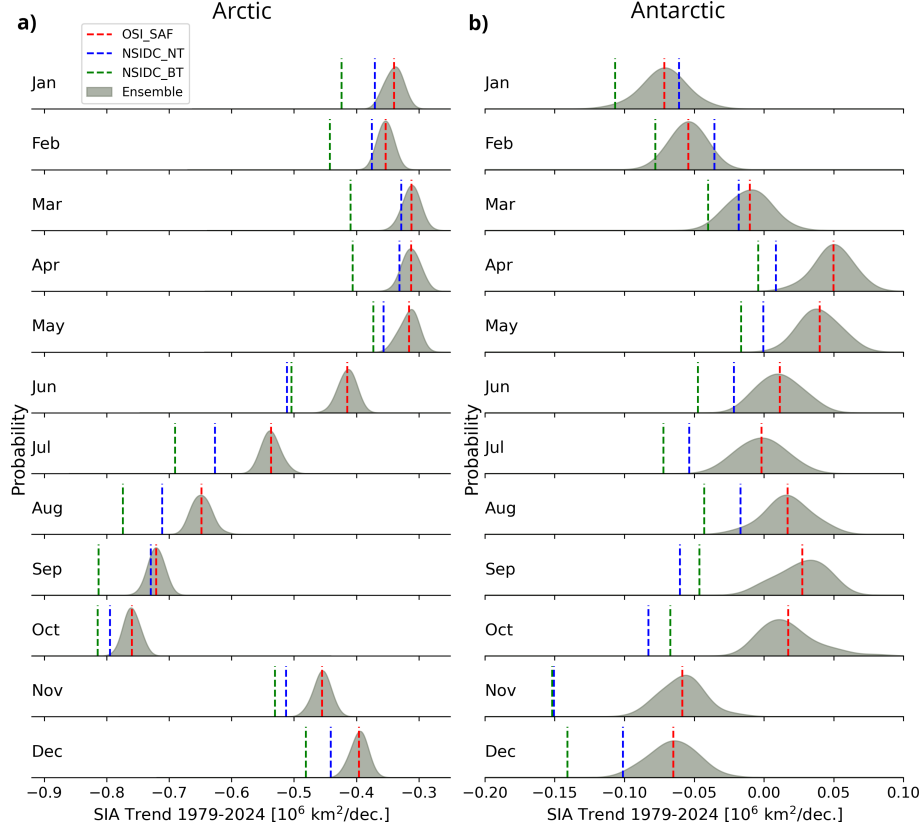 a)
Arctic
OSI_SAF
NSIDC_NT
NSIDC_BT
Ensemble
Jan
Feb
Mar
Apr
May
Jun
Jul
Aug
Sep
Oct
Nov
Dec
Probability
−0.9 −0.8 −0.7 −0.6 −0.5 −0.4 −0.3
SIA Trend 1979-2024 [10⁶ km²/dec.]
b)
Antarctic
Jan
Feb
Mar
Apr
May
Jun
Jul
Aug
Sep
Oct
Nov
Dec
Probability
−0.20 −0.15 −0.10 −0.05 0.00 0.05 0.10
SIA Trend 1979-2024 [10⁶ km²/dec.]